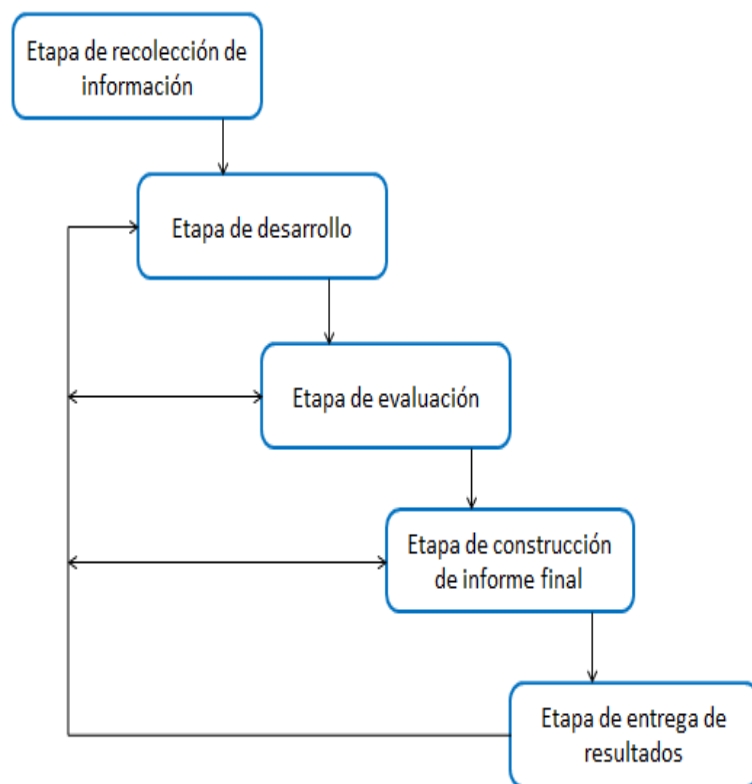 Etapa de recolección de
información
Etapa de desarrollo
Etapa de evaluación
Etapa de construcción
de informe final
Etapa de entrega de
resultados